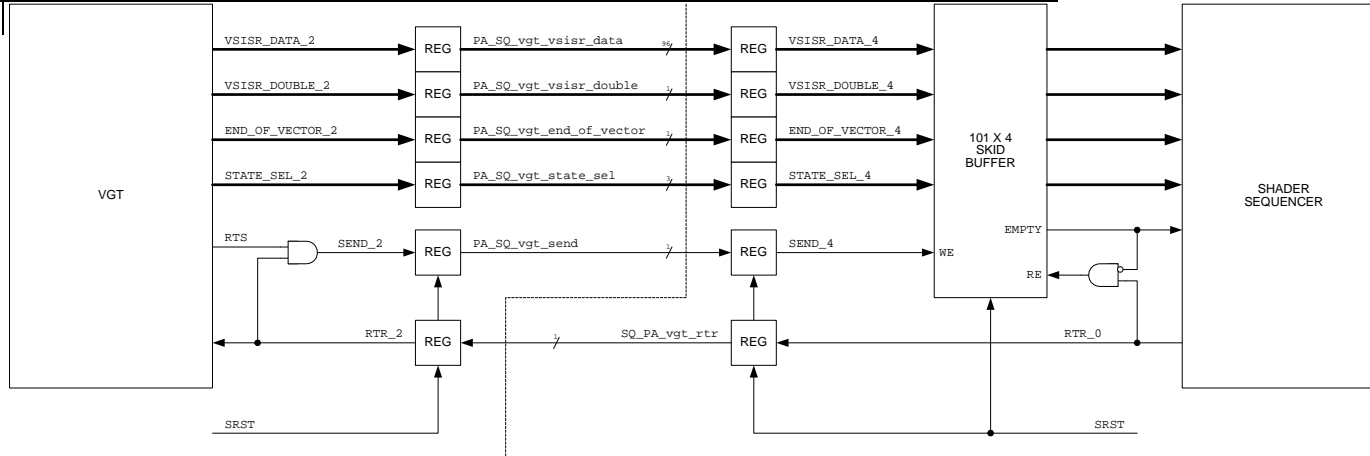 VSISR_DATA_2 REG PA_SQ_vgt_vsisr_data 96 REG VSISR_DATA_4
VSISR_DOUBLE_2 REG PA_SQ_vgt_vsisr_double 1 REG VSISR_DOUBLE_4
END_OF_VECTOR_2 REG PA_SQ_vgt_end_of_vector 1 REG END_OF_VECTOR_4
101 X 4
SKID
BUFFER
STATE_SEL_2 REG PA_SQ_vgt_state_sel 3 REG STATE_SEL_4
VGT
SHADER
SEQUENCER
RTS SEND_2 REG PA_SQ_vgt_send 1 REG SEND_4 WE EMPTY
RE
RTR_2 REG 1 SQ_PA_vgt_rtr REG RTR_0
SRST SRST